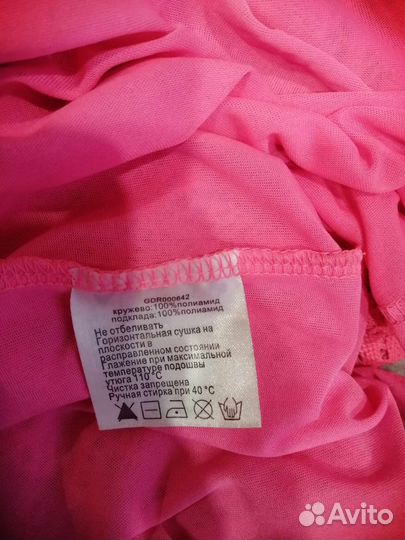 GDR000642
кружево:100%полиамид
подклада:100%полиамид
Не отбеливать
Горизонтальная сушка на
плоскости в
расправленном состоянии
Глажение при максимальной
температуре подошвы
утюга 110°C
Чистка запрещена
Ручная стирка при 40 °C
Avito